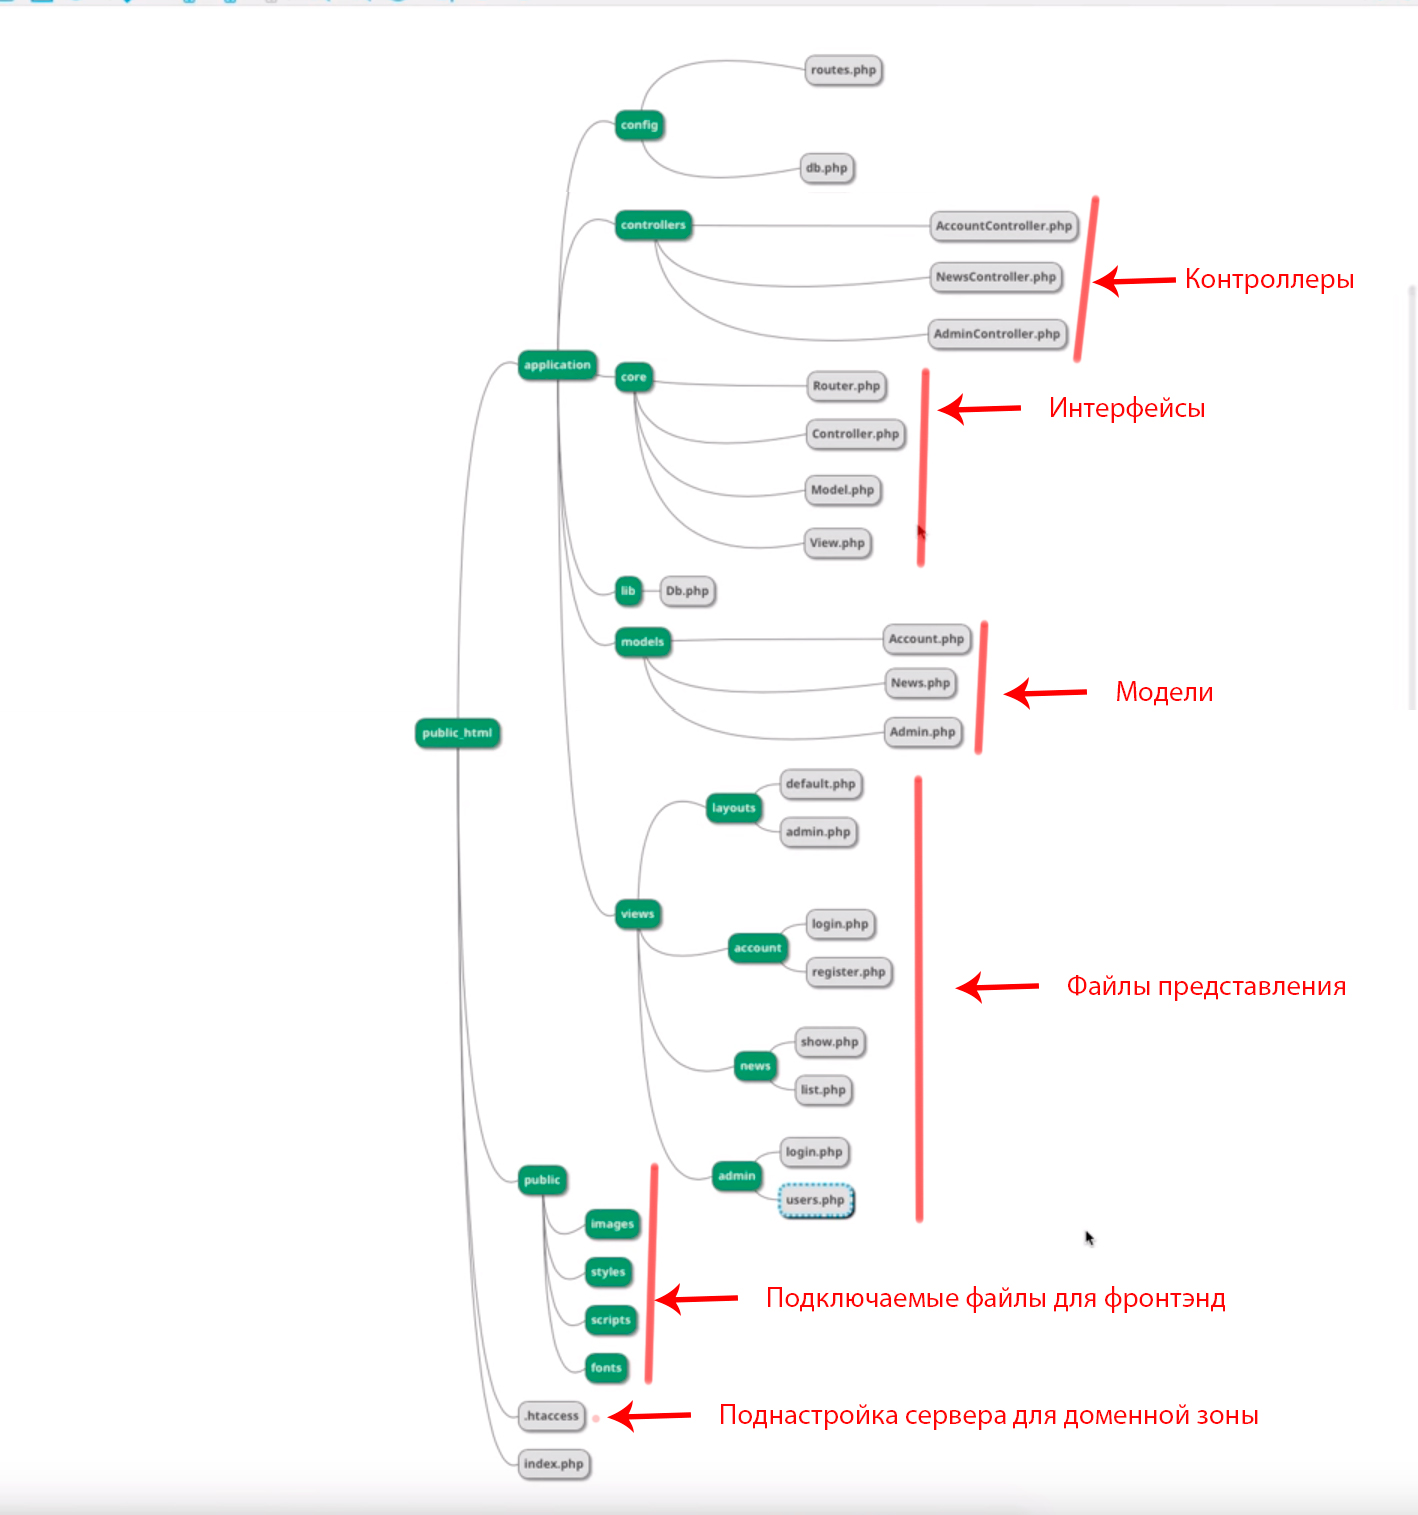 routes.php
config
db.php
controllers
AccountController.php
NewsController.php
Контроллеры
AdminController.php
application
core
Router.php
Интерфейсы
Controller.php
Model.php
View.php
lib
Db.php
models
Account.php
News.php
Модели
Admin.php
public_html
layouts
default.php
admin.php
views
account
login.php
register.php
Файлы представления
news
show.php
list.php
admin
login.php
users.php
public
images
styles
Подключаемые файлы для фронтэнд
scripts
fonts
.htaccess
Поднастройка сервера для доменной зоны
index.php